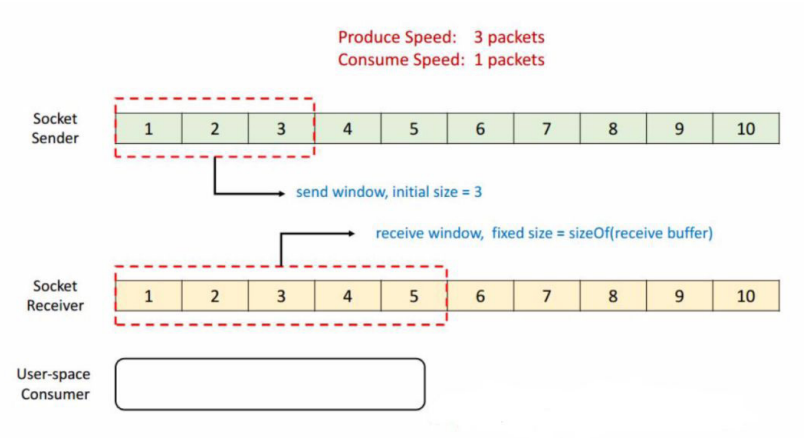 Produce Speed: 3 packets
Consume Speed: 1 packets
Socket
Sender
1 2 3 4 5 6 7 8 9 10
send window, initial size = 3
receive window, fixed size = sizeOf(receive buffer)
Socket
Receiver
1 2 3 4 5 6 7 8 9 10
User-space
Consumer